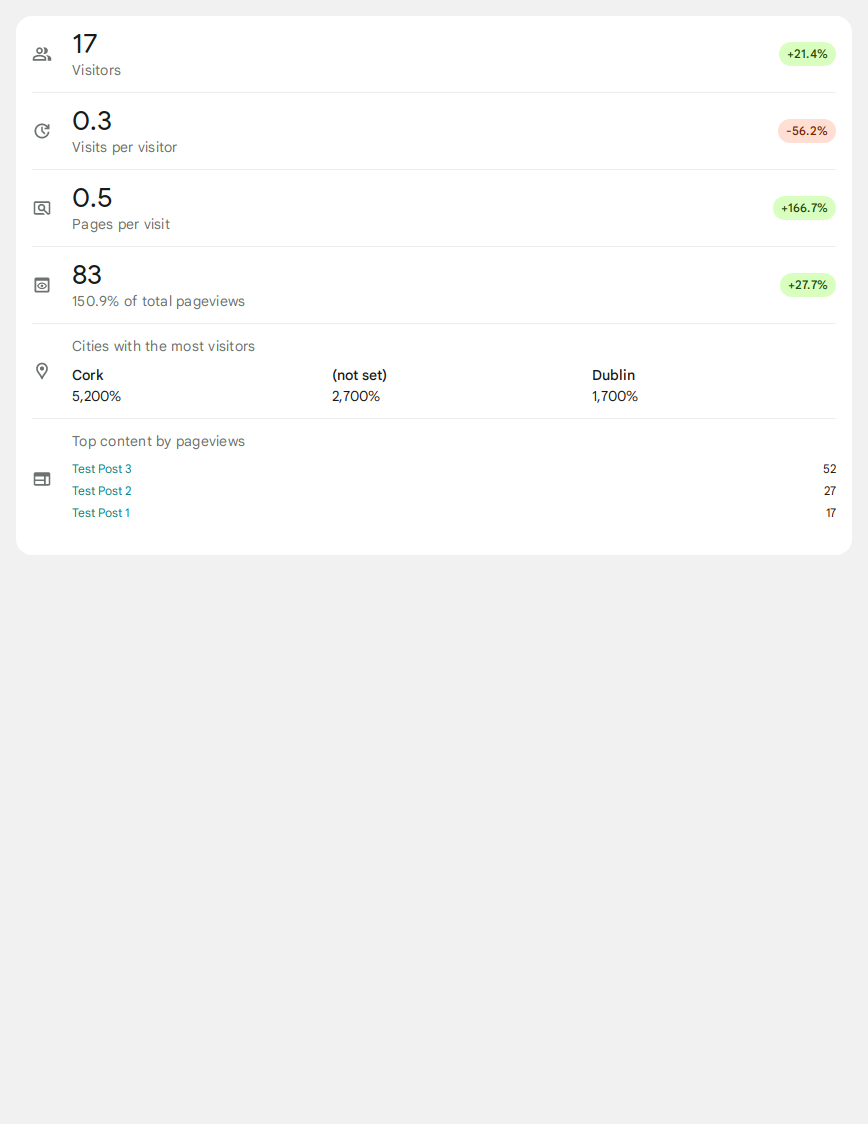 17
Visitors
+21.4%
0.3
Visits per visitor
-56.2%
0.5
Pages per visit
+166.7%
83
150.9% of total pageviews
+27.7%
Cities with the most visitors
Cork (not set) Dublin
5,200% 2,700% 1,700%
Top content by pageviews
Test Post 3 52
Test Post 2 27
Test Post 1 17